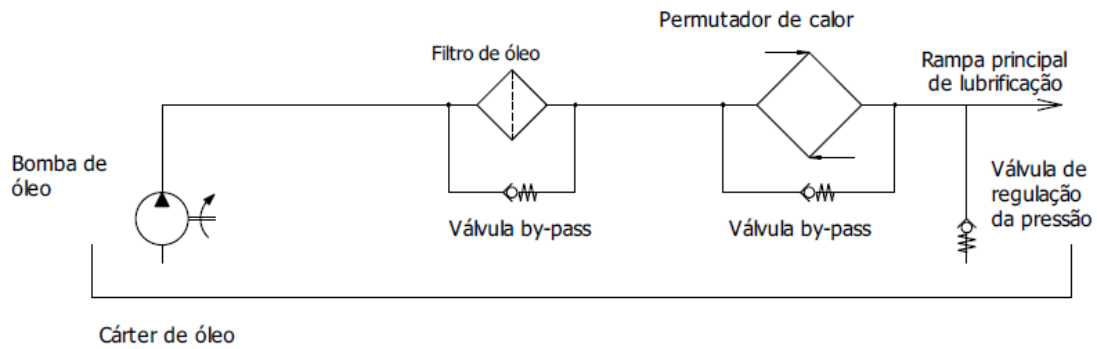 Permutador de calor
Filtro de óleo
Rampa principal
de lubrificação
Bomba de
óleo
Válvula de
regulação
da pressão
Válvula by-pass
Válvula by-pass
Cárter de óleo